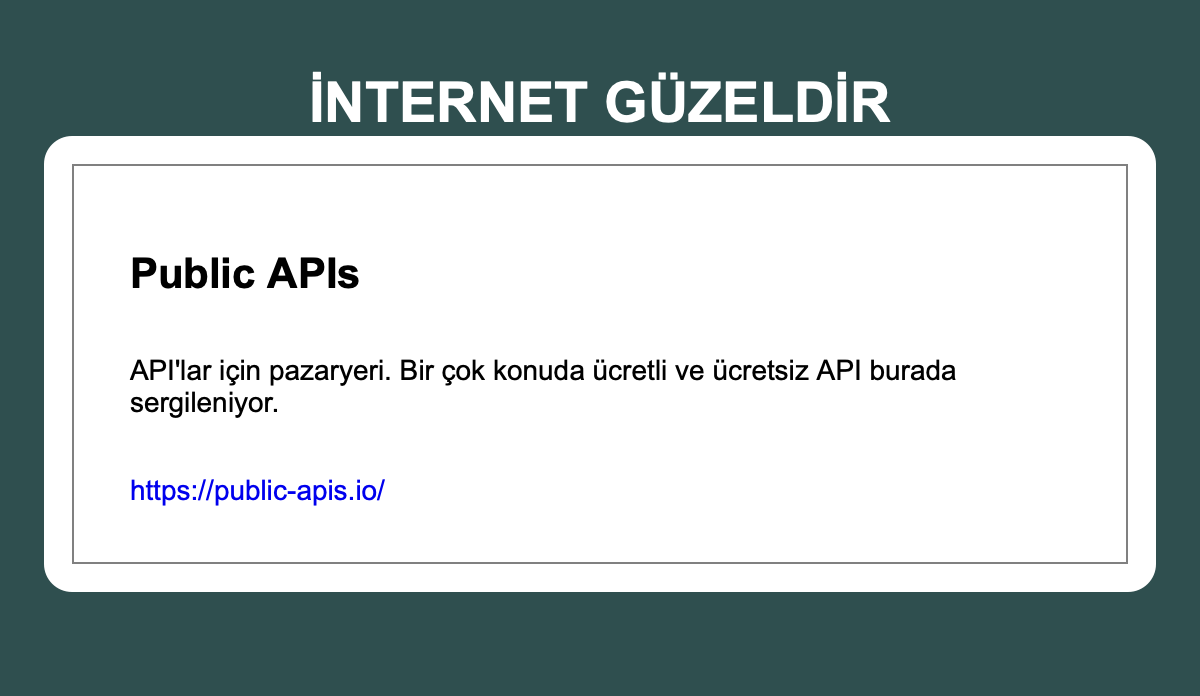 İNTERNET GÜZELDİR
Public APIs
API'lar için pazaryeri. Bir çok konuda ücretli ve ücretsiz API burada
sergileniyor.
https://public-apis.io/